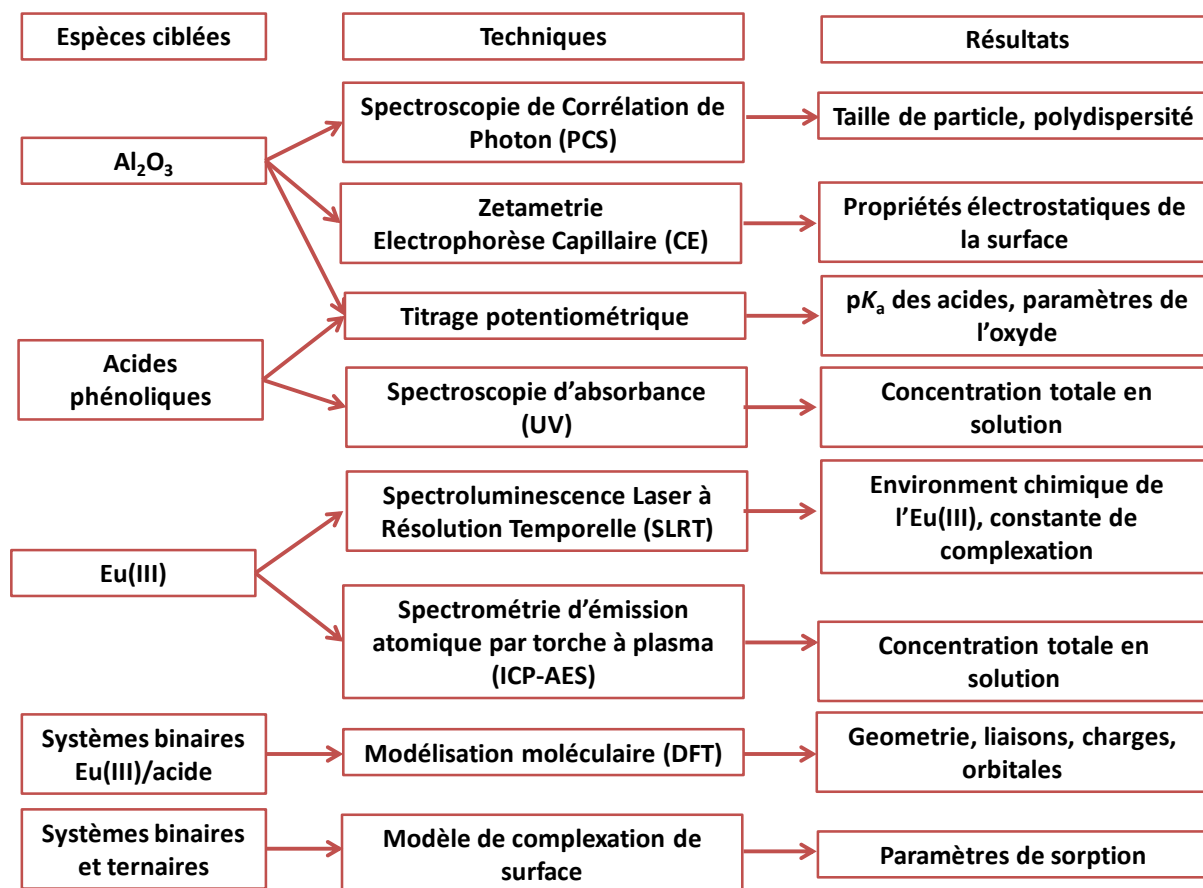 Espèces ciblées
Techniques
Résultats
Al₂O₃
Spectroscopie de Corrélation de
Photon (PCS)
Taille de particle, polydispersité
Zetametrie
Electrophorèse Capillaire (CE)
Propriétés électrostatiques de
la surface
Titrage potentiométrique
pKₐ des acides, paramètres de
l’oxyde
Acides
phénoliques
Spectroscopie d’absorbance
(UV)
Concentration totale en
solution
Eu(III)
Spectroluminescence Laser à
Résolution Temporelle (SLRT)
Environment chimique de
l’Eu(III), constante de
complexation
Spectrométrie d’émission
atomique par torche à plasma
(ICP-AES)
Concentration totale en
solution
Systèmes binaires
Eu(III)/acide
Modélisation moléculaire (DFT)
Geometrie, liaisons, charges,
orbitales
Systèmes binaires
et ternaires
Modèle de complexation de
surface
Paramètres de sorption